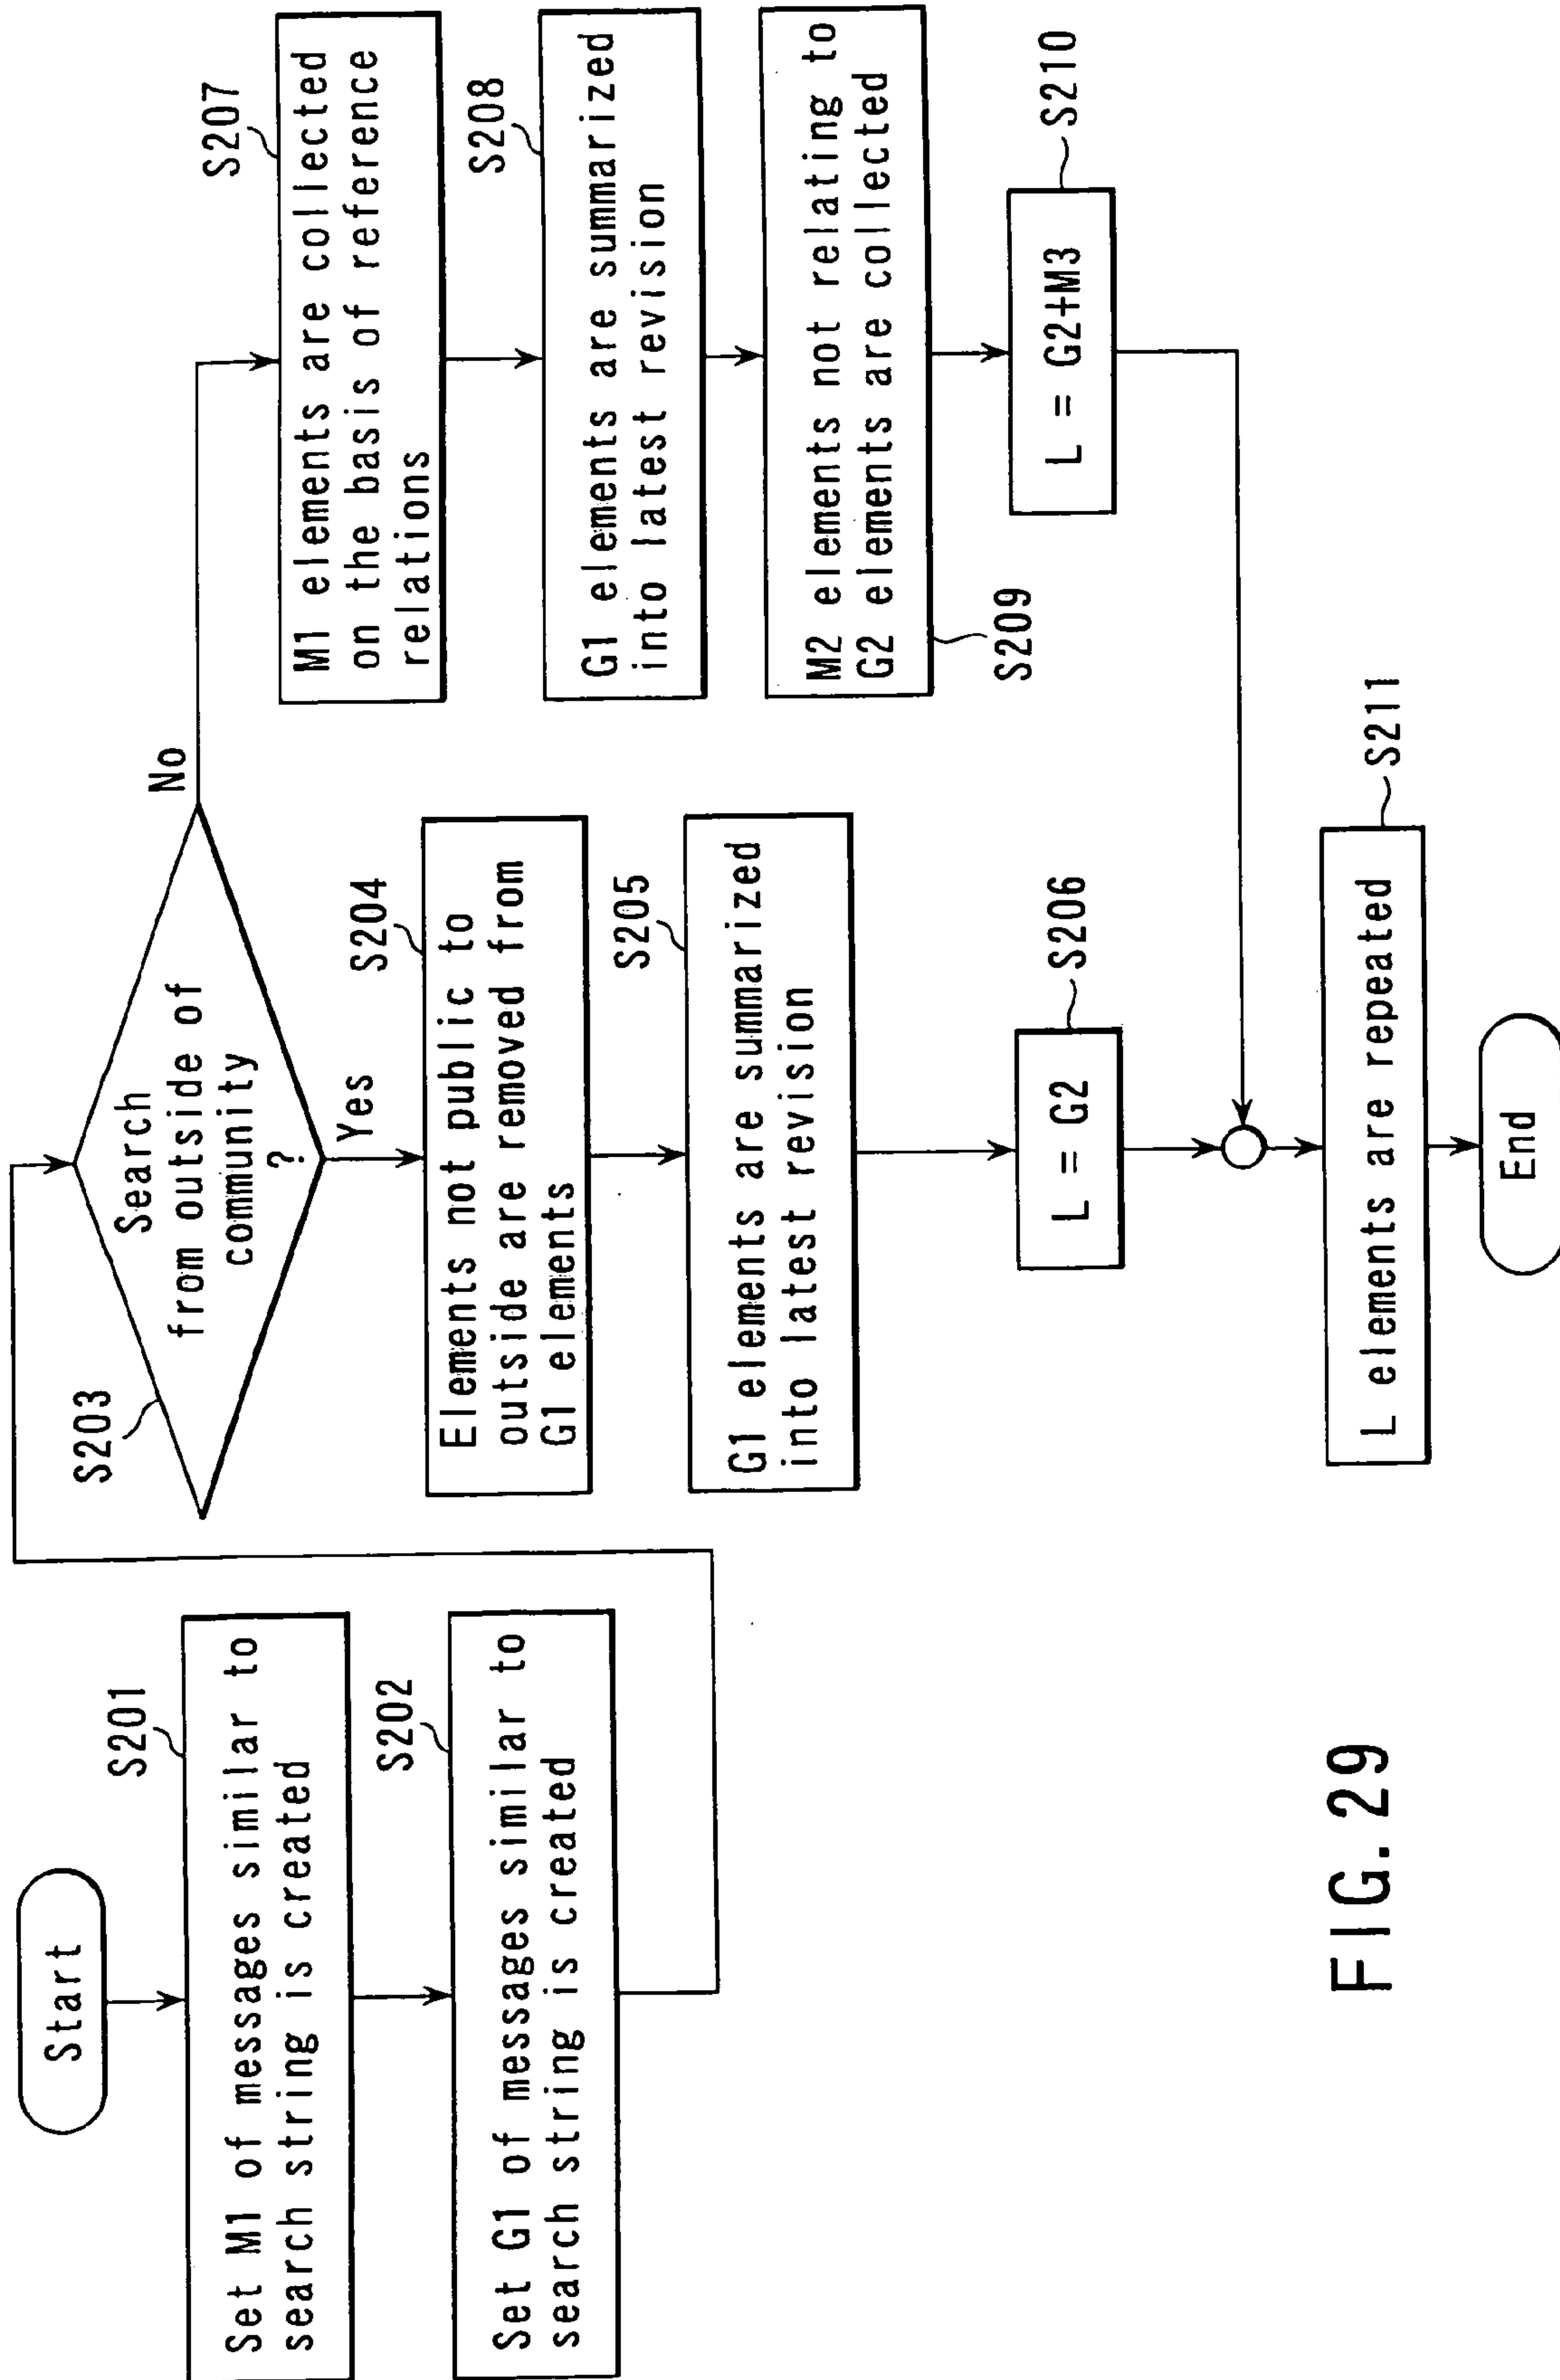 Start
S201
Set M1 of messages similar to
search string is created
S202
Set G1 of messages similar to
search string is created
S203
Search
from outside of
community
?
Yes
No
S204
Elements not public to
outside are removed from
G1 elements
S205
G1 elements are summarized
into latest revision
S206
L = G2
S207
M1 elements are collected
on the basis of reference
relations
S208
G1 elements are summarized
into latest revision
M2 elements not relating to
G2 elements are collected
S209
S210
L = G2+M3
S211
L elements are repeated
End
FIG. 29